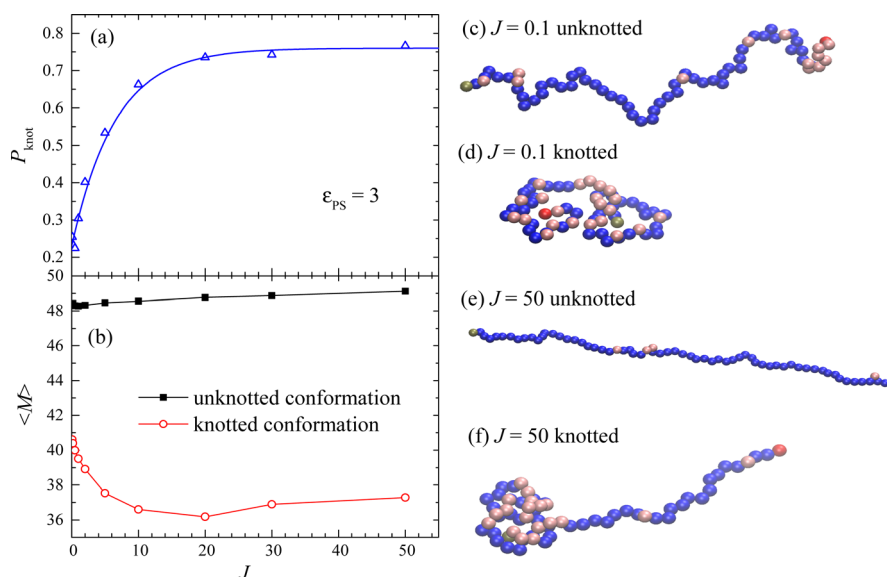 (a)
0.8
0.7
0.6
0.5
0.4
0.3
0.2
P_knot
ε_PS = 3
50
48
46
44
42
40
38
36
<M>
(b)
unknotted conformation
knotted conformation
0 10 20 30 40 50
J
(c) J = 0.1 unknotted
(d) J = 0.1 knotted
(e) J = 50 unknotted
(f) J = 50 knotted